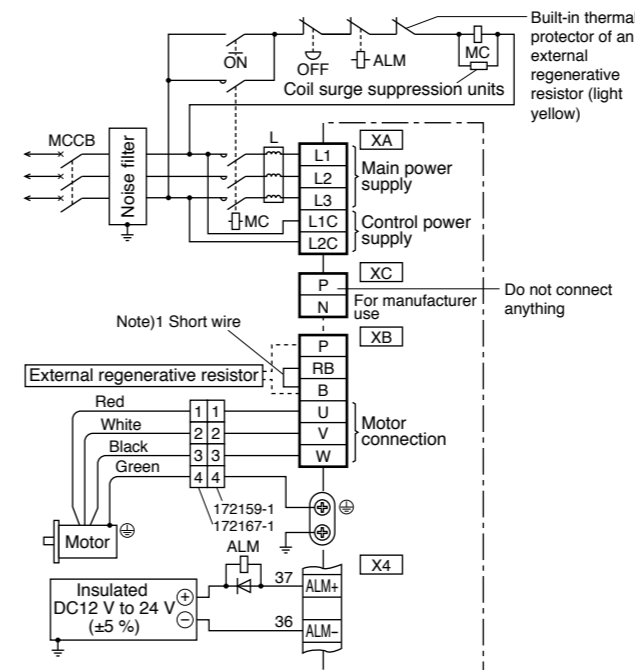 Built-in thermal
protector of an
external
regenerative
resistor (light
yellow)
ON
OFF
ALM
MC
Coil surge suppression units
MCCB
Noise filter
L
MC
XA
L1
L2
L3
L1C
L2C
Main power
supply
Control power
supply
XC
P
N
For manufacturer
use
Do not connect
anything
Note)1 Short wire
XB
P
RB
B
U
V
W
External regenerative resistor
Motor
connection
Red
White
Black
Green
1 1
2 2
3 3
4 4
172159-1
172167-1
Motor
ALM
X4
Insulated
DC12 V to 24 V
(±5 %)
+
−
37
ALM+
36
ALM−